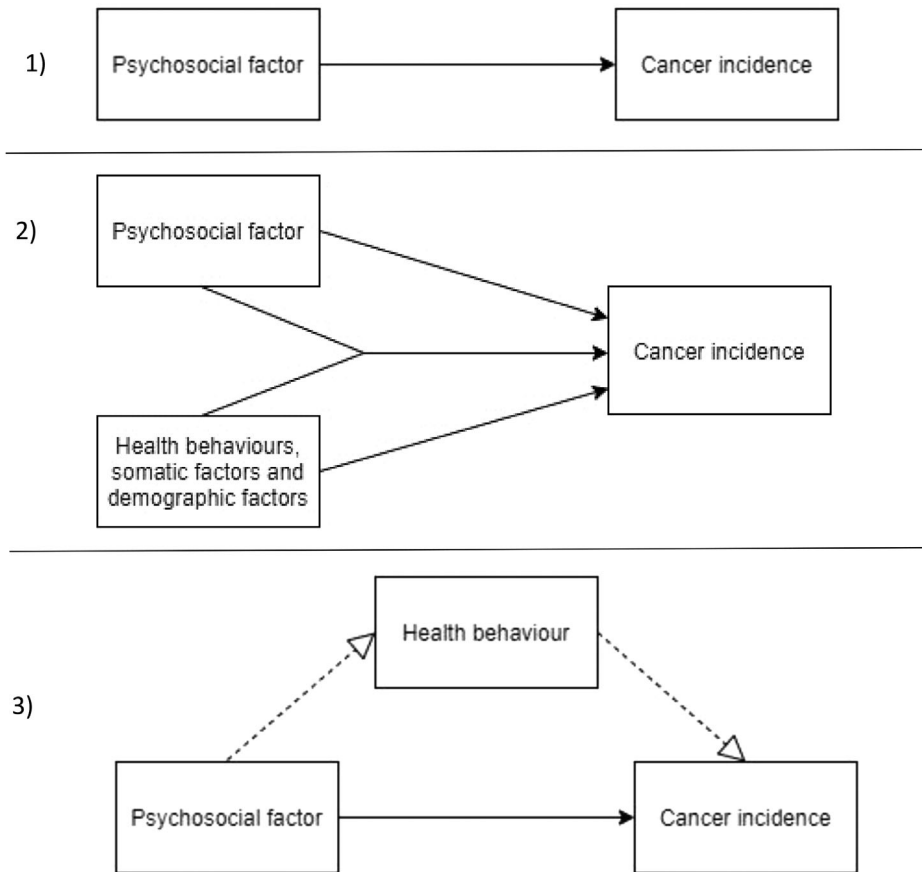 1)
Psychosocial factor
Cancer incidence
2)
Psychosocial factor
Cancer incidence
Health behaviours,
somatic factors and
demographic factors
Health behaviour
3)
Psychosocial factor
Cancer incidence